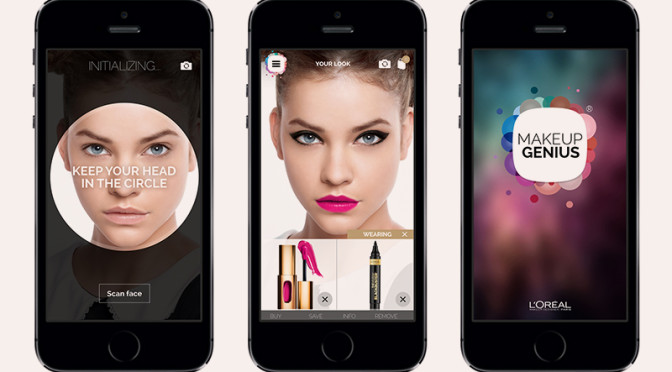 INITIALIZING...
KEEP YOUR HEAD
IN THE CIRCLE
Scan face
YOUR LOOK
WEARING
BUY SAVE INFO REMOVE
MAKEUP
GENIUS
®
L'ORÉAL
PARIS